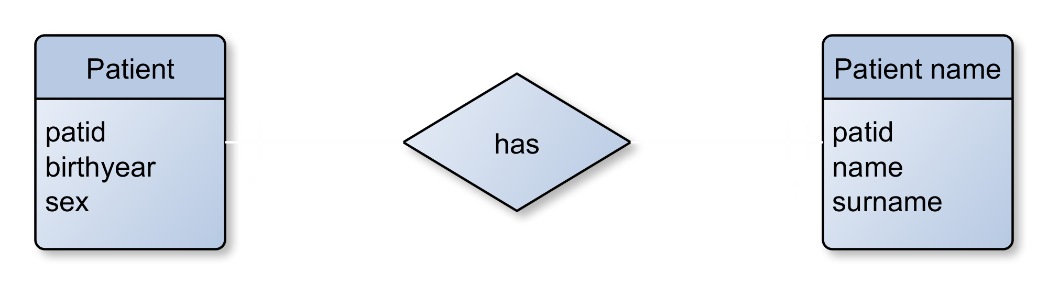 Patient
patid
birthyear
sex
has
Patient name
patid
name
surname